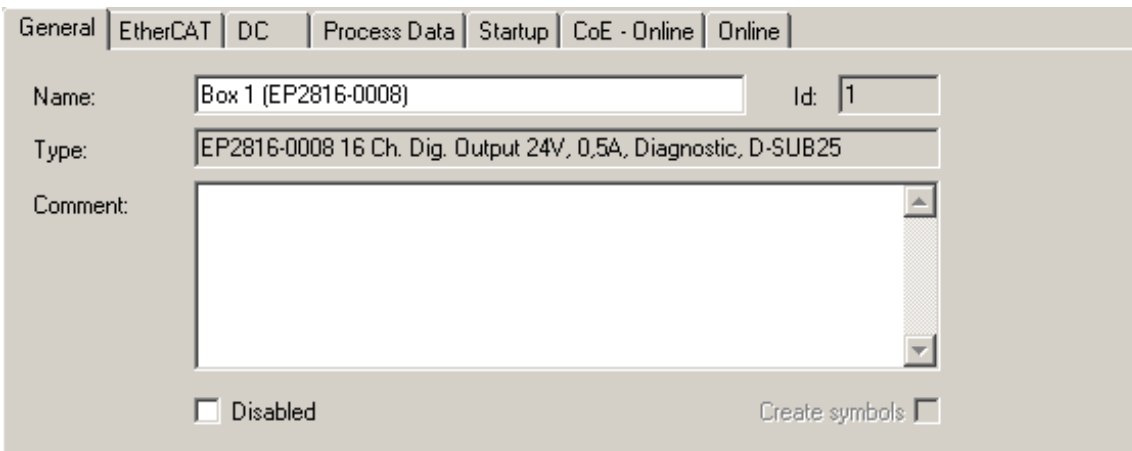 General EtherCAT DC Process Data Startup CoE - Online Online
Name: Box 1 (EP2816-0008) Id: 1
Type: EP2816-0008 16 Ch. Dig. Output 24V, 0,5A, Diagnostic, D-SUB25
Comment:
Disabled Create symbols